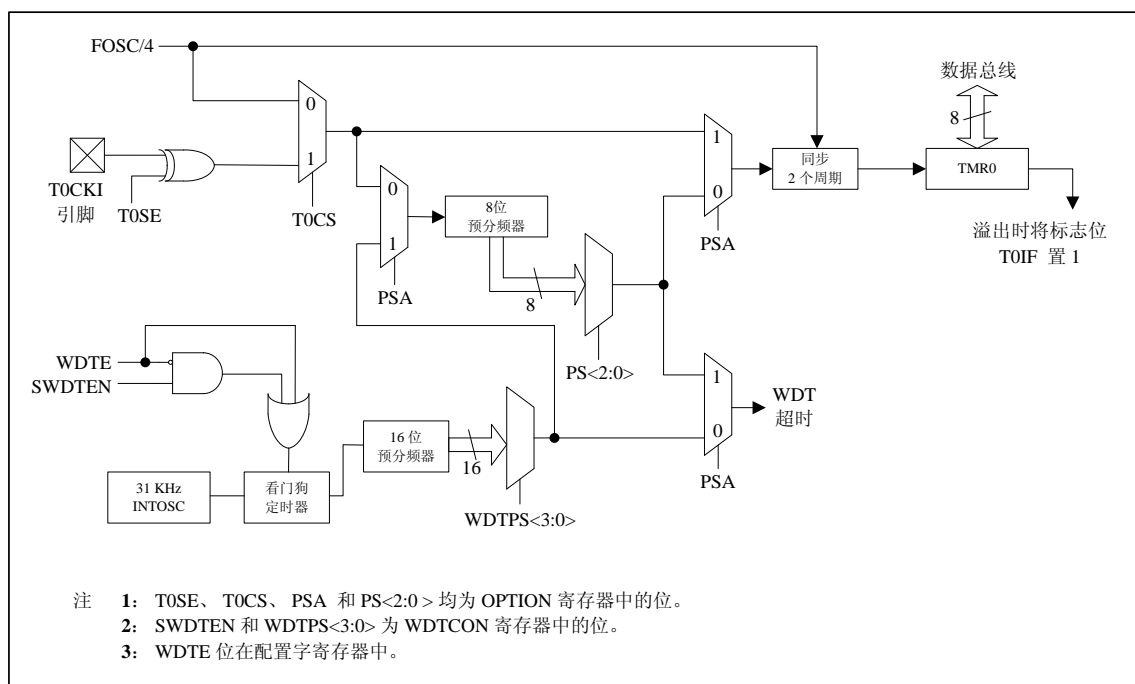 FOSC/4
数据总线
8
0
1
T0CKI
引脚
T0SE
T0CS
0
1
PSA
8位
预分频器
8
PS<2:0>
1
0
PSA
同步
2 个周期
TMR0
溢出时将标志位
T0IF 置 1
WDTE
SWDTEN
31 KHz
INTOSC
看门狗
定时器
16 位
预分频器
16
WDTPS<3:0>
1
0
PSA
WDT
超时
注 1： T0SE、 T0CS、 PSA 和 PS<2:0 > 均为 OPTION 寄存器中的位。
2： SWDTEN 和 WDTPS<3:0> 为 WDTCON 寄存器中的位。
3： WDTE 位在配置字寄存器中。